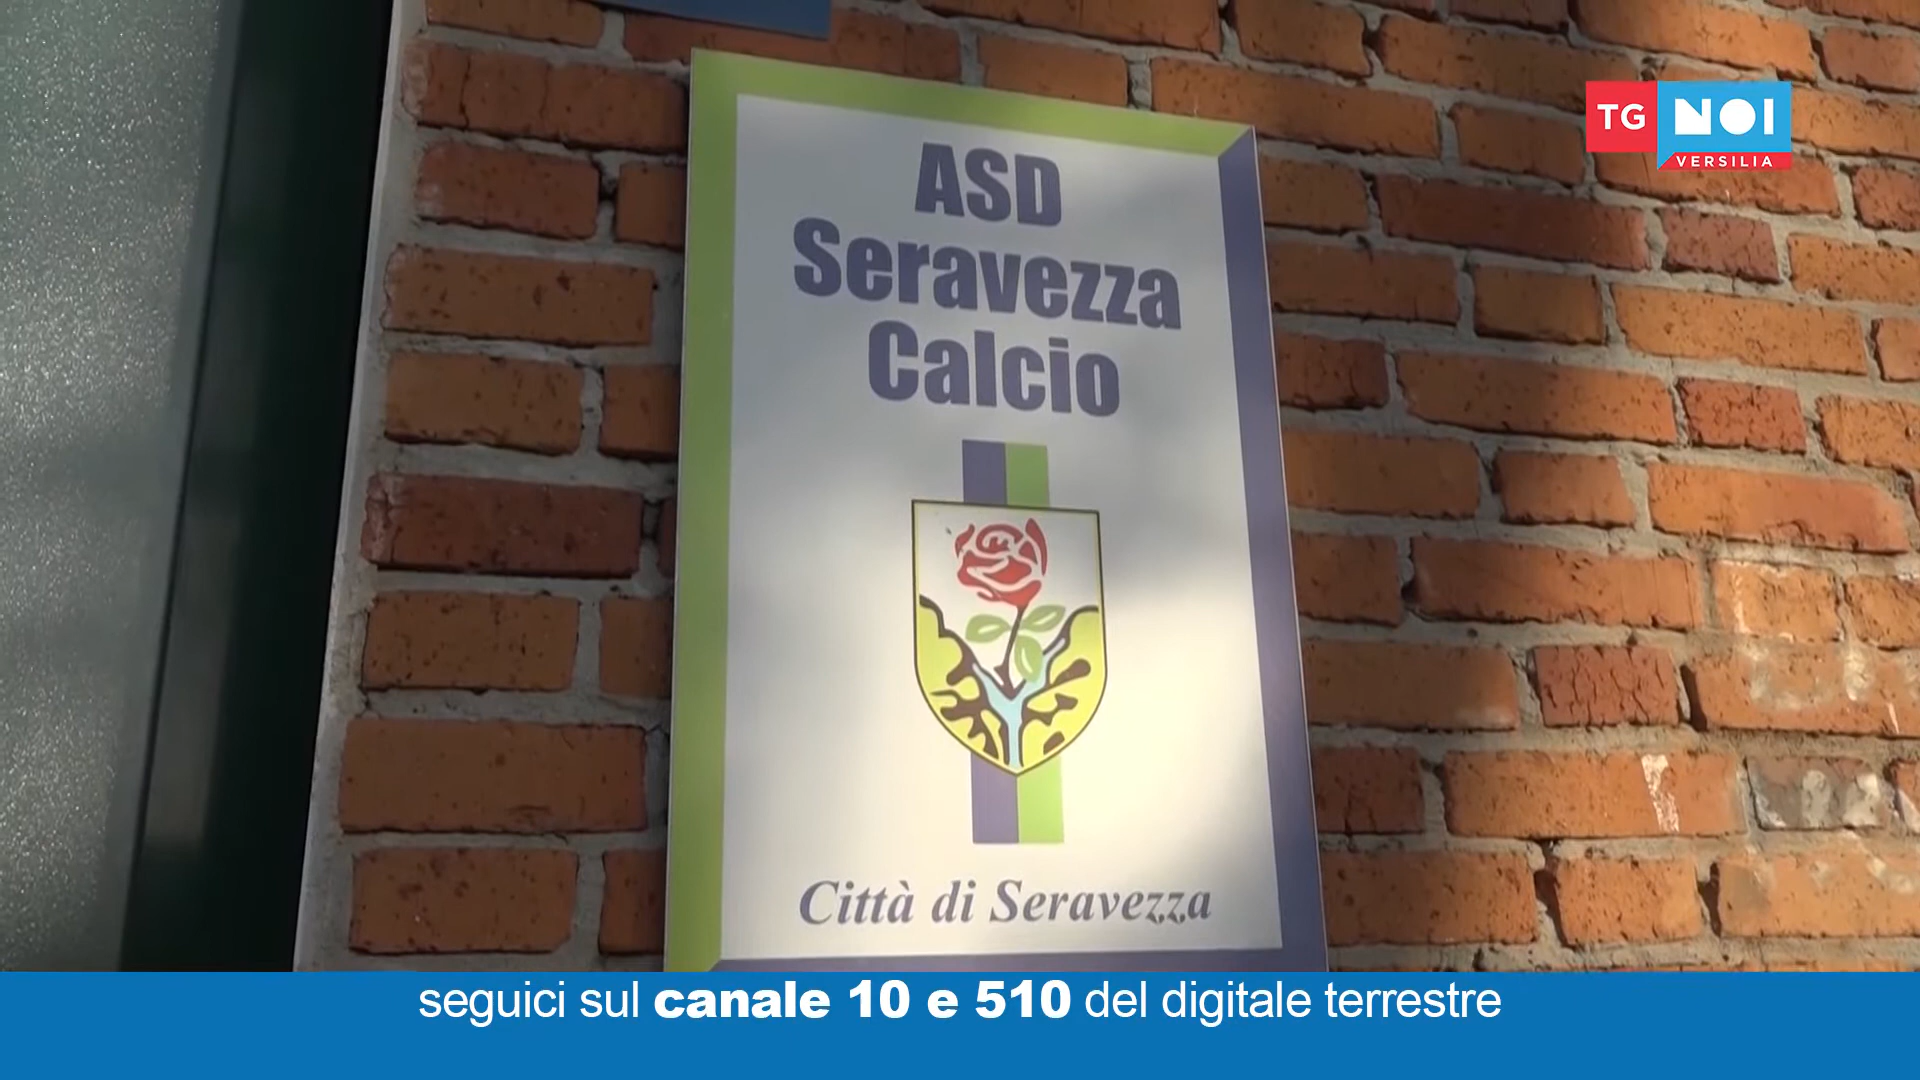 TG NOI
VERSILIA
ASD
Seravezza
Calcio
Città di Seravezza
seguici sul canale 10 e 510 del digitale terrestre